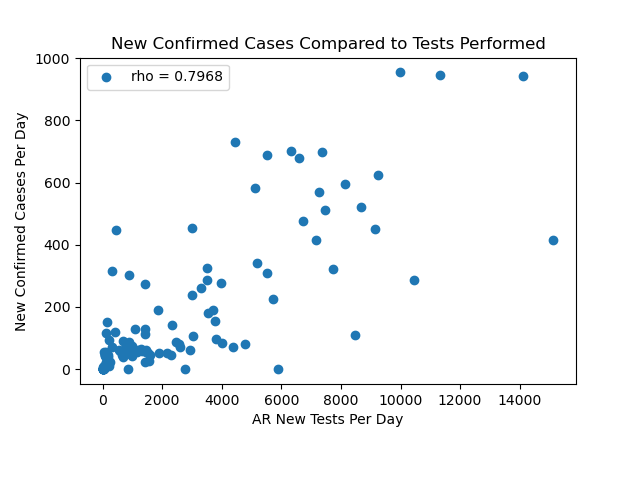 New Confirmed Cases Compared to Tests Performed
rho = 0.7968
New Confirmed Caeses Per Day
1000
800
600
400
200
0
0 2000 4000 6000 8000 10000 12000 14000
AR New Tests Per Day